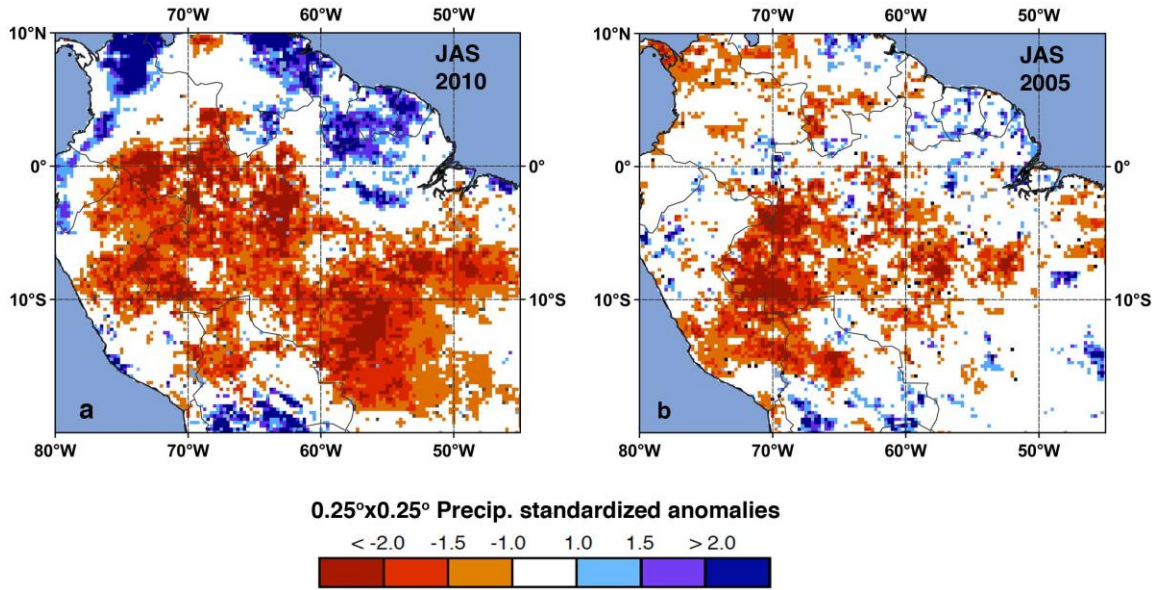 70°W 60°W 50°W 70°W 60°W 50°W
10°N 10°N
JAS
2010
JAS
2005
0° 0° 0° 0°
10°S 10°S 10°S
a b
80°W 70°W 60°W 50°W 80°W 70°W 60°W 50°W
0.25°x0.25° Precip. standardized anomalies
< -2.0 -1.5 -1.0 1.0 1.5 > 2.0